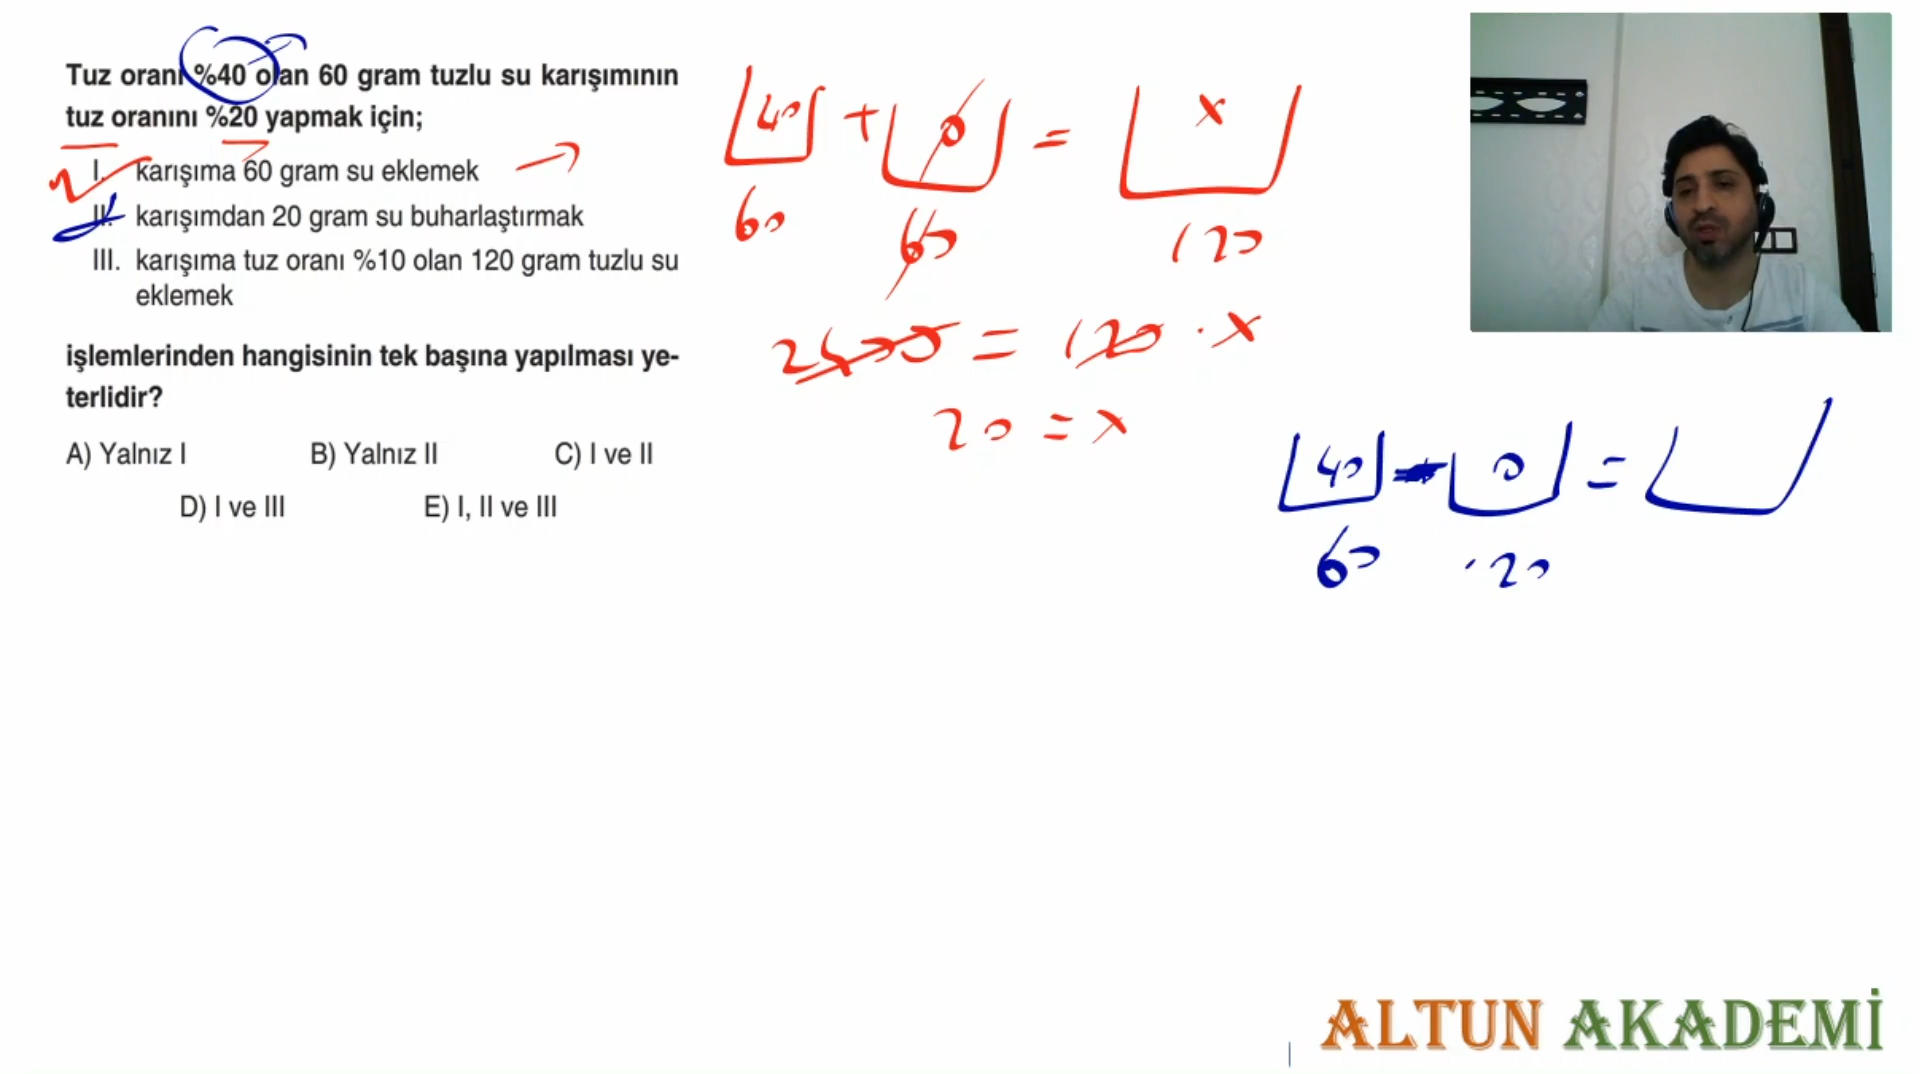 Tuz oranı %40 olan 60 gram tuzlu su karışımının
tuz oranını %20 yapmak için;
I. karışıma 60 gram su eklemek
II. karışımdan 20 gram su buharlaştırmak
III. karışıma tuz oranı %10 olan 120 gram tuzlu su
eklemek
işlemlerinden hangisinin tek başına yapılması ye-
terlidir?
A) Yalnız I B) Yalnız II C) I ve II
D) I ve III E) I, II ve III
40 + 0 = x
60 60 120
2400 = 120 . x
20 = x
40 - 0 =
60 20
ALTUN AKADEMİ